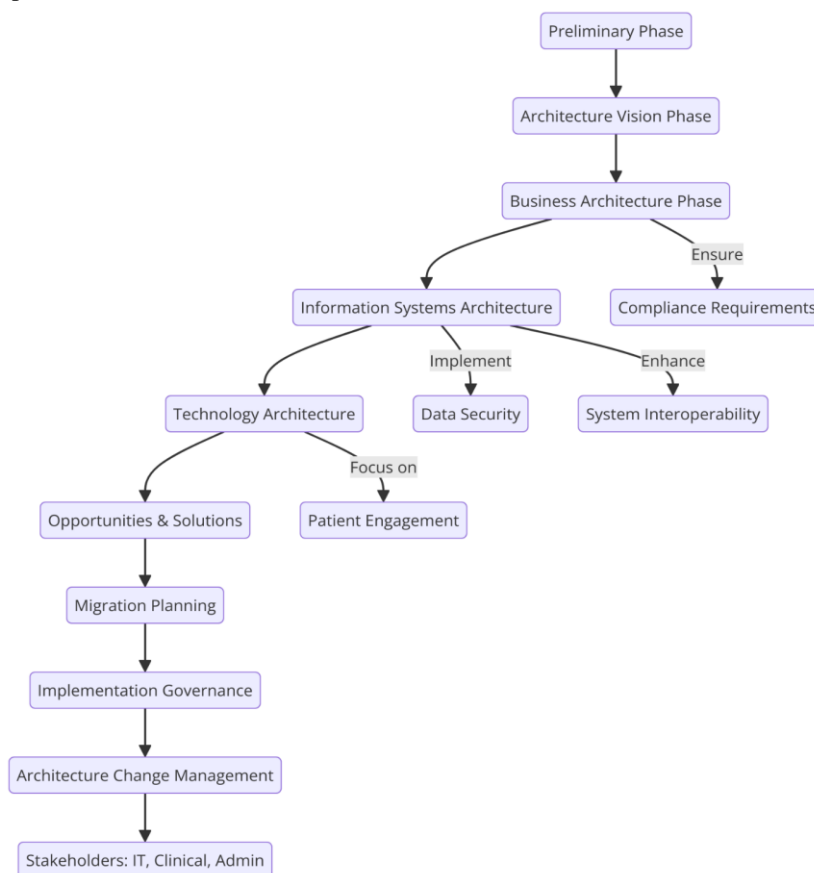 Preliminary Phase
Architecture Vision Phase
Business Architecture Phase
Ensure
Information Systems Architecture
Compliance Requirements
Implement
Enhance
Technology Architecture
Data Security
System Interoperability
Focus on
Opportunities & Solutions
Patient Engagement
Migration Planning
Implementation Governance
Architecture Change Management
Stakeholders: IT, Clinical, Admin